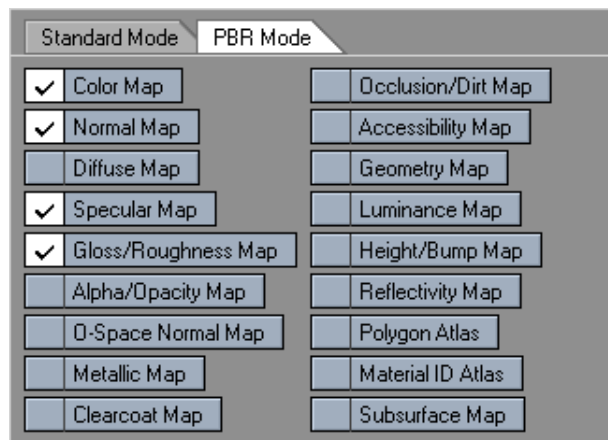 Standard Mode PBR Mode
Color Map Occlusion/Dirt Map
Normal Map Accessibility Map
Diffuse Map Geometry Map
Specular Map Luminance Map
Gloss/Roughness Map Height/Bump Map
Alpha/Opacity Map Reflectivity Map
O-Space Normal Map Polygon Atlas
Metallic Map Material ID Atlas
Clearcoat Map Subsurface Map